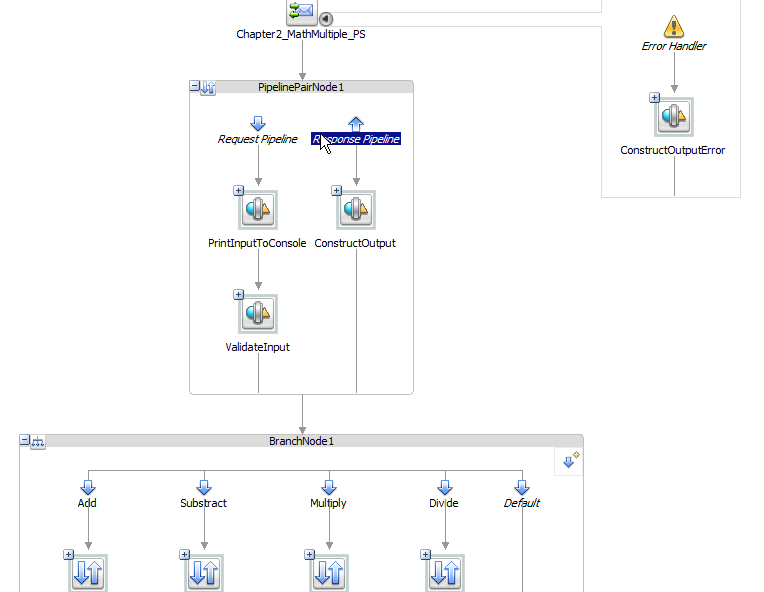 Chapter2_MathMultiple_PS
Error Handler
ConstructOutputError
PipelinePairNode1
Request Pipeline
Response Pipeline
PrintInputToConsole
ConstructOutput
ValidateInput
BranchNode1
Add
Substract
Multiply
Divide
Default